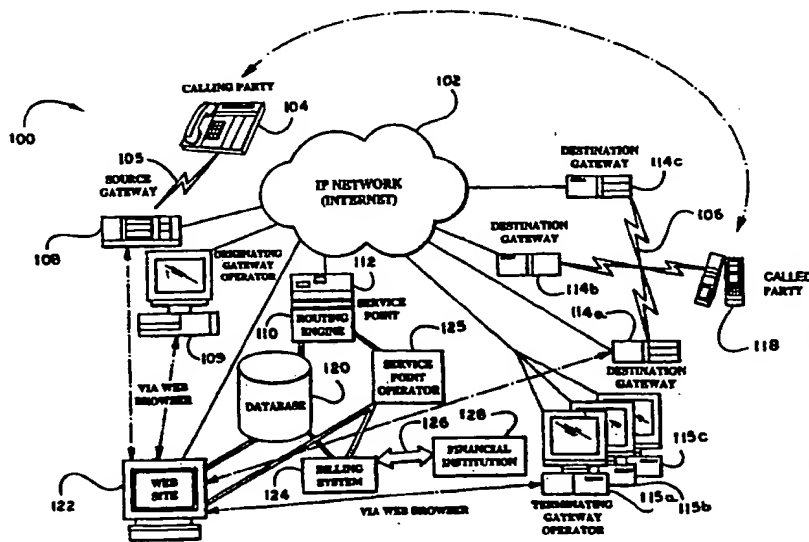 CALLING PARTY
102
104
100
105
SOURCE
GATEWAY
IP NETWORK
(INTERNET)
DESTINATION
GATEWAY
114c
106
108
ORIGINATING
GATEWAY
OPERATOR
112
DESTINATION
GATEWAY
114b
CALLED
PARTY
SERVICE
POINT
110
ROUTING
ENGINE
125
114a
118
109
DESTINATION
GATEWAY
VIA WEB
BROWSER
120
SERVICE
POINT
OPERATOR
DATABASE
126
128
FINANCIAL
INSTITUTION
115c
122
WEB
SITE
124
BILLING
SYSTEM
115a
115b
VIA WEB BROWSER
TERMINATING
GATEWAY
OPERATOR